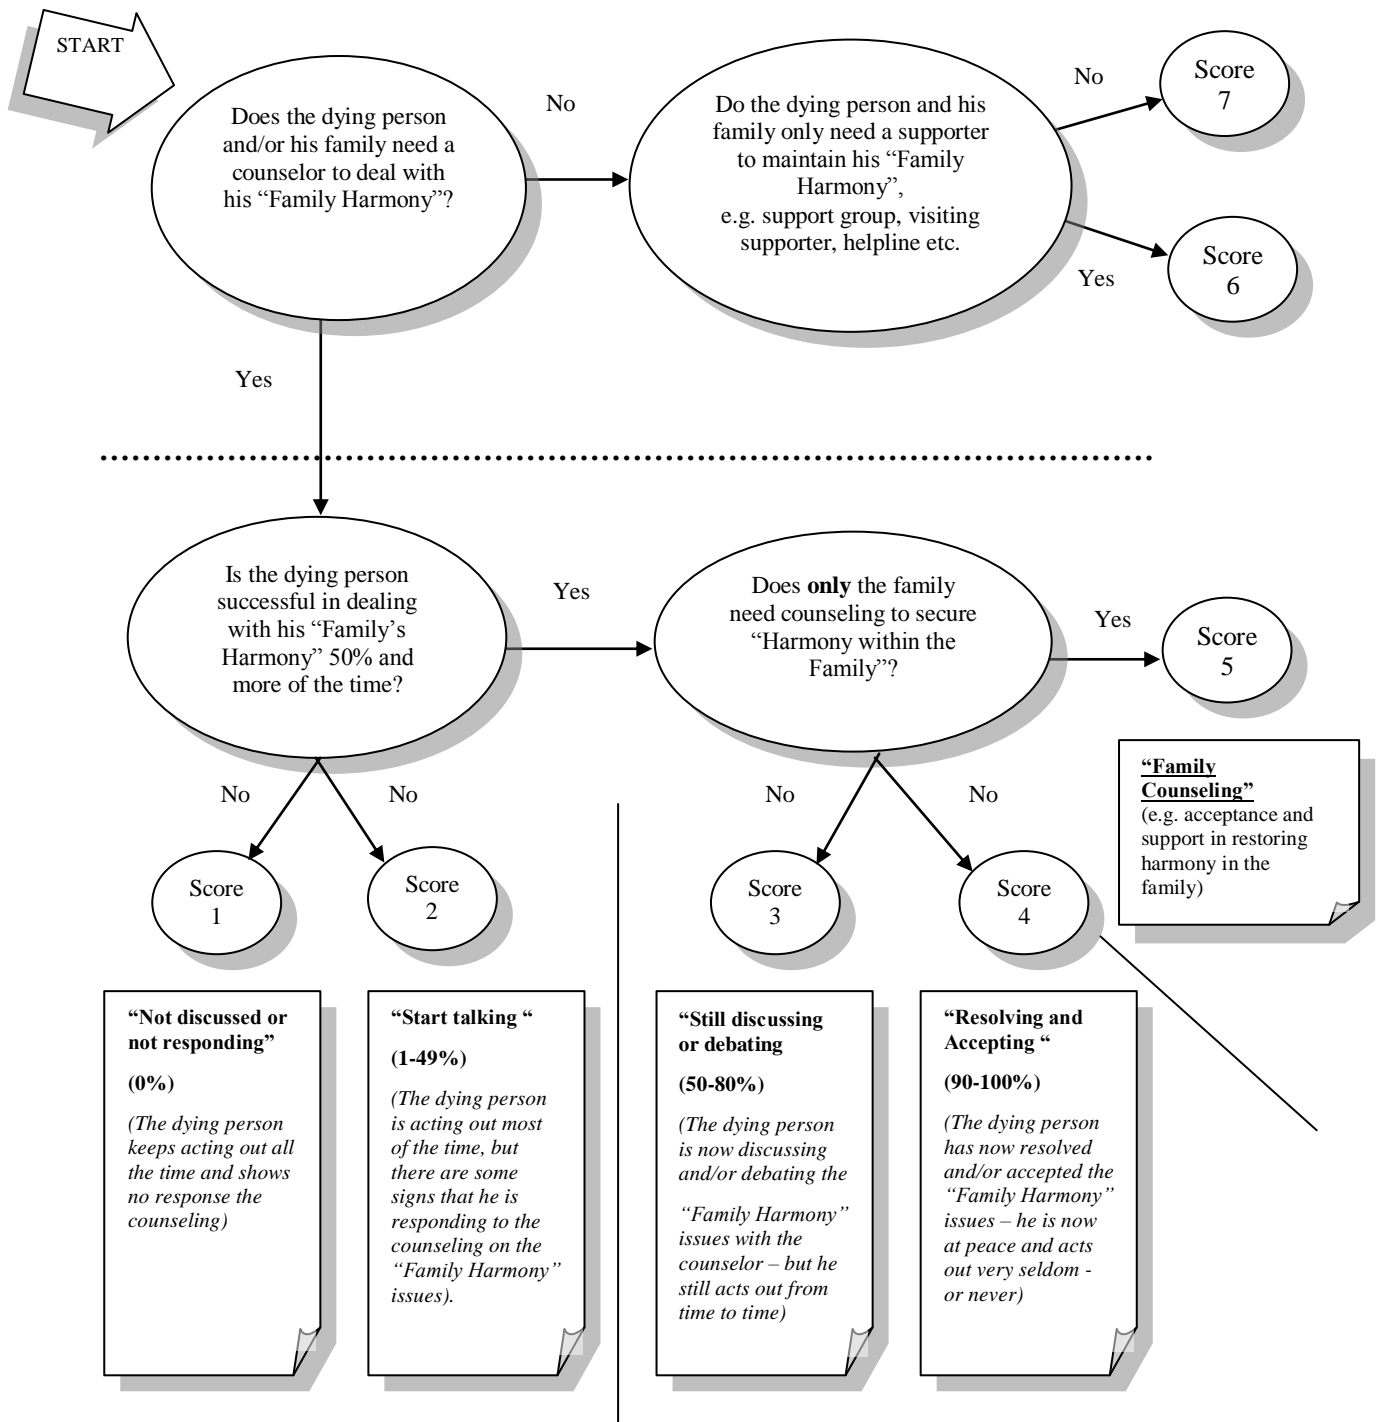 START
Does the dying person
and/or his family need a
counselor to deal with
his “Family Harmony”?
No
Do the dying person and his
family only need a supporter
to maintain his “Family
Harmony”,
e.g. support group, visiting
supporter, helpline etc.
No
Score
7
Yes
Score
6
Yes
Is the dying person
successful in dealing
with his “Family’s
Harmony” 50% and
more of the time?
Yes
Does only the family
need counseling to secure
“Harmony within the
Family”?
Yes
Score
5
“Family
Counseling”
(e.g. acceptance and
support in restoring
harmony in the
family)
No
No
No
No
Score
1
Score
2
Score
3
Score
4
“Not discussed or
not responding”
(0%)
(The dying person
keeps acting out all
the time and shows
no response the
counseling)
“Start talking “
(1-49%)
(The dying person
is acting out most
of the time, but
there are some
signs that he is
responding to the
counseling on the
“Family Harmony”
issues).
“Still discussing
or debating
(50-80%)
(The dying person
is now discussing
and/or debating the
“Family Harmony”
issues with the
counselor – but he
still acts out from
time to time)
“Resolving and
Accepting “
(90-100%)
(The dying person
has now resolved
and/or accepted the
“Family Harmony”
issues – he is now
at peace and acts
out very seldom -
or never)